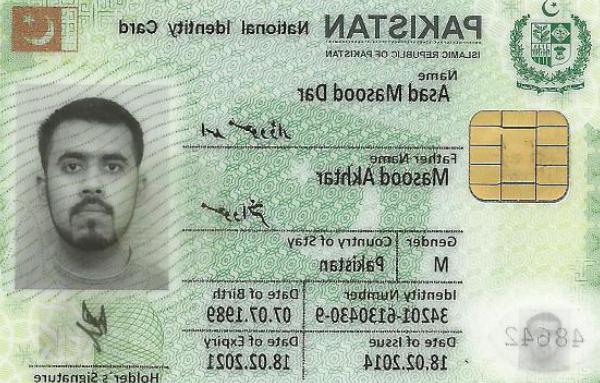 PAKISTAN National Identity Card
ISLAMIC REPUBLIC OF PAKISTAN
Name
Asad Masood Dar
Father Name
Masood Akhtar
Gender Country of Stay
M Pakistan
Identity Number Date of Birth
34201-6130430-9 07.07.1989
Date of Issue Date of Expiry
18.02.2014 18.02.2021
Holder's Signature
48642